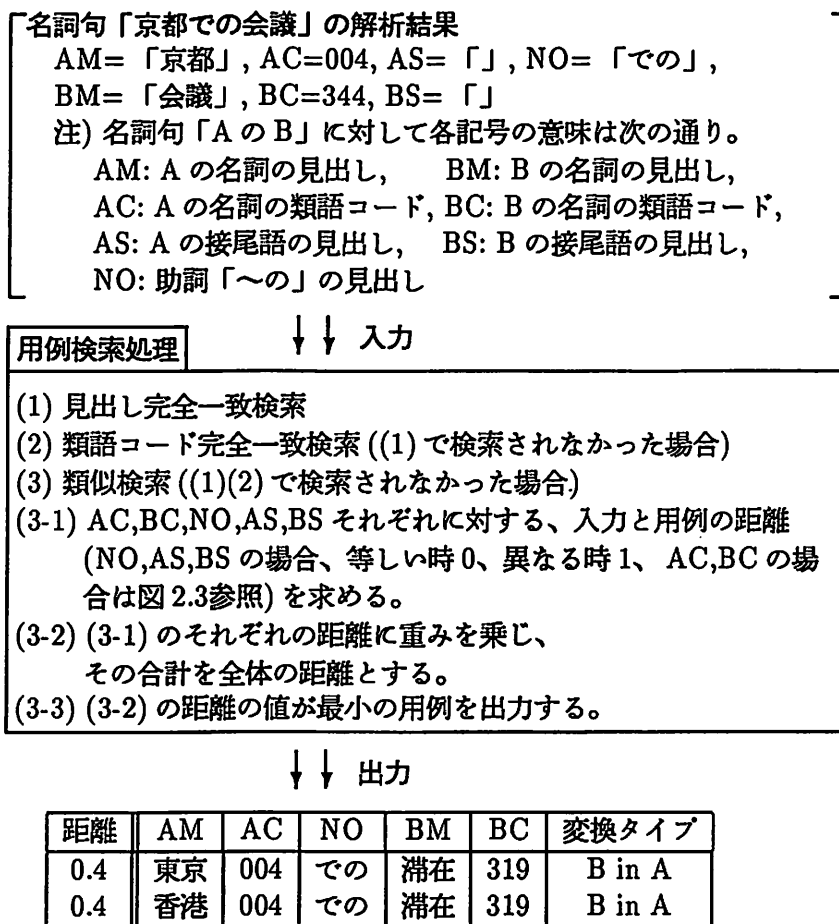 名詞句「京都での会議」の解析結果
AM= 「京都」, AC=004, AS= 「」, NO= 「での」,
BM= 「会議」, BC=344, BS= 「」
注) 名詞句「A の B」に対して各記号の意味は次の通り。
AM: A の名詞の見出し, BM: B の名詞の見出し,
AC: A の名詞の類語コード, BC: B の名詞の類語コード,
AS: A の接尾語の見出し, BS: B の接尾語の見出し,
NO: 助詞「〜の」の見出し
入力
用例検索処理
(1) 見出し完全一致検索
(2) 類語コード完全一致検索 ((1) で検索されなかった場合)
(3) 類似検索 ((1)(2) で検索されなかった場合)
(3-1) AC,BC,NO,AS,BS それぞれに対する、入力と用例の距離
(NO,AS,BS の場合、等しい時 0、異なる時 1、 AC,BC の場
合は図 2.3参照) を求める。
(3-2) (3-1) のそれぞれの距離に重みを乗じ、
その合計を全体の距離とする。
(3-3) (3-2) の距離の値が最小の用例を出力する。
出力
距離 AM AC NO BM BC 変換タイプ
0.4 東京 004 での 滞在 319 B in A
0.4 香港 004 での 滞在 319 B in A